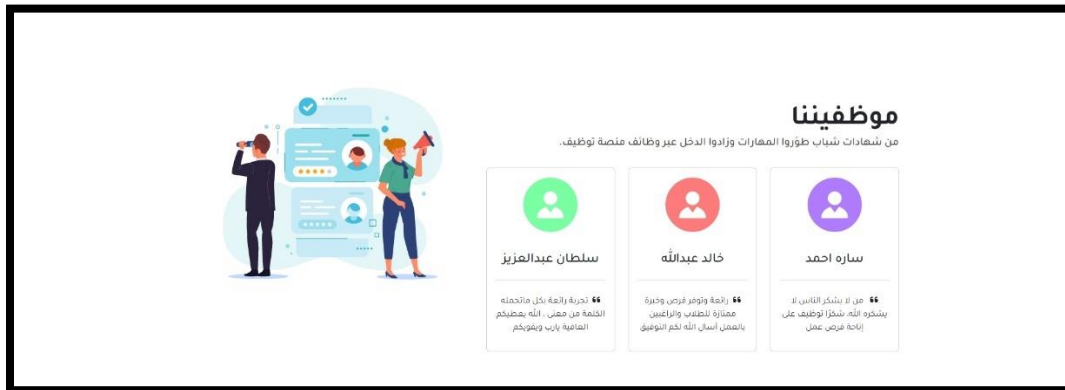 موظفيننا
من شهادات شباب طوّروا المهارات وزادوا الدخل عبر وظائف منصة توظيف.
ساره احمد
من لا يشكر الناس لا
يشكره الله. شكرًا توظيف على
إتاحة فرص عمل
خالد عبدالله
رائعة وتوفر فرص وخبرة
ممتازة للطلاب والراغبين
بالعمل أسال الله لكم التوفيق
سلطان عبدالعزيز
تجربة رائعة بكل ماتحمله
الكلمة من معنى ، الله يعطيكم
العافية يارب ويقويكم